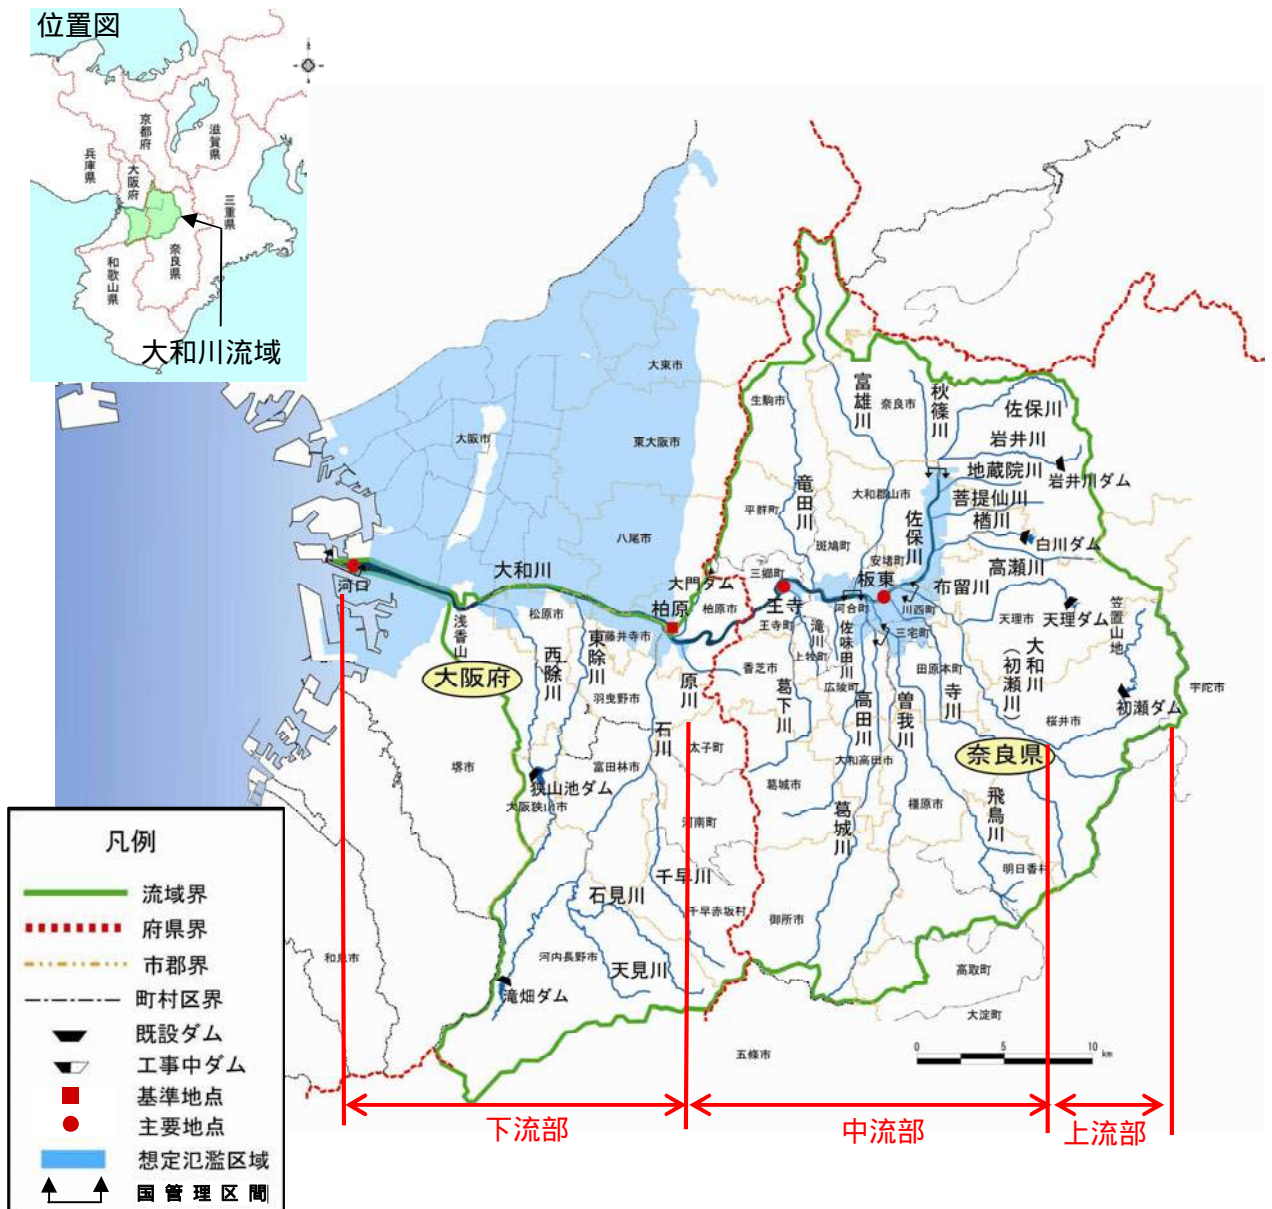 位置図
京都府
滋賀県
兵庫県
大阪府
三重県
奈良県
和歌山県
大和川流域
大東市
生駒市
富雄川
奈良市
秋篠川
佐保川
大阪市
東大阪市
岩井川
地蔵院川
岩井川ダム
竜田川
大和郡山市
菩提仙川
平群町
佐保川
楢川
八尾市
斑鳩町
白川ダム
安堵町
高瀬川
大和川
大門ダム
三郷町
板東
布留川
河口
柏原
柏原市
王寺
河合町
川西町
天理市
天理ダム
笠置山地
松原市
浅香山
藤井寺市
東除川
西除川
王寺町
滝川
上牧町
佐味田川
三宅町
田原本町
大和川
（初瀬川）
大阪府
羽曳野市
原川
香芝市
葛下川
広陵町
高田川
曽我川
寺川
初瀬ダム
宇陀市
桜井市
石川
太子町
奈良県
堺市
富田林市
大和高田市
狭山池ダム
大阪狭山市
葛城市
河南町
葛城川
橿原市
飛鳥川
明日香村
千早川
石見川
千早赤坂村
御所市
和泉市
河内長野市
天見川
滝畑ダム
高取町
大淀町
五條市
0 5 10 km
下流部
中流部
上流部
凡例
流域界
府県界
市郡界
町村区界
既設ダム
工事中ダム
基準地点
主要地点
想定氾濫区域
国管理区間